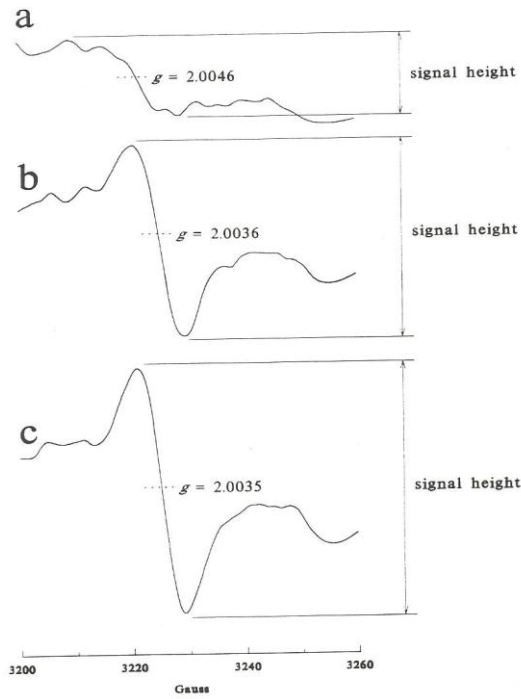 a
signal height
g = 2.0046
b
signal height
g = 2.0036
c
signal height
g = 2.0035
3200 3220 3240 3260
Gauss